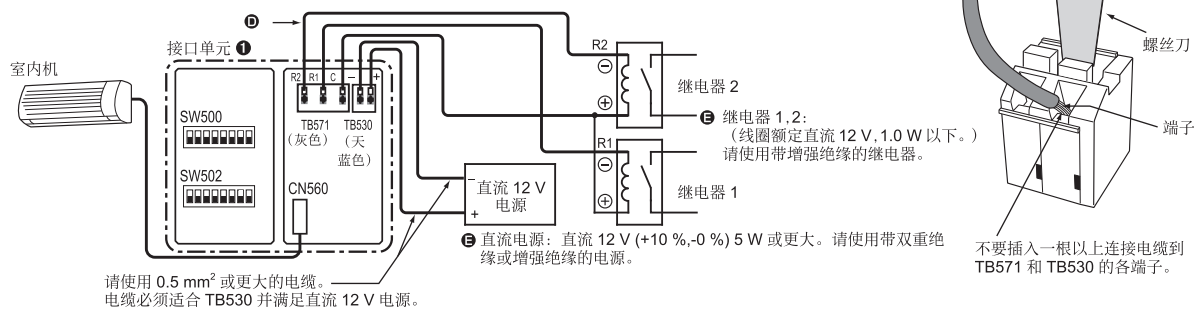 D
接口单元 1
室内机
R2 R1 C − +
SW500
TB571
(灰色)
TB530
(天
蓝色)
SW502
CN560
R2
−
+
继电器 2
E 继电器 1,2:
(线圈额定直流 12 V, 1.0 W 以下。)
请使用带增强绝缘的继电器。
R1
−
+
继电器 1
− 直流 12 V
+ 电源
E 直流电源: 直流 12 V (+10 %,-0 %) 5 W 或更大。请使用带双重绝
缘或增强绝缘的电源。
请使用 0.5 mm² 或更大的电缆。
电缆必须适合 TB530 并满足直流 12 V 电源。
螺丝刀
端子
不要插入一根以上连接电缆到
TB571 和 TB530 的各端子。